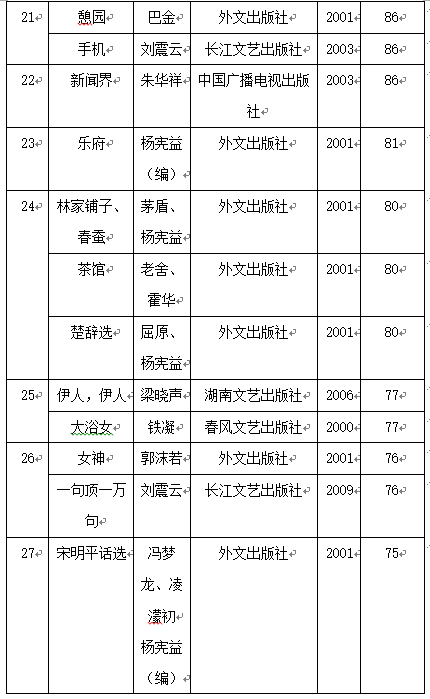 21 憩园 巴金 外文出版社 2001 86
手机 刘震云 长江文艺出版社 2003 86
22 新闻界 朱华祥 中国广播电视出版 2003 86
社
23 乐府 杨宪益 外文出版社 2001 81
（编）
24 林家铺子、 茅盾、 外文出版社 2001 80
春蚕 杨宪益
茶馆 老舍、 外文出版社 2001 80
霍华
楚辞选 屈原、 外文出版社 2001 80
杨宪益
25 伊人，伊人 梁晓声 湖南文艺出版社 2006 77
大浴女 铁凝 春风文艺出版社 2000 77
26 女神 郭沫若 外文出版社 2001 76
一句顶一万 刘震云 长江文艺出版社 2009 76
句
27 宋明平话选 冯梦 外文出版社 2001 75
龙、凌
濛初
杨宪益
（编）